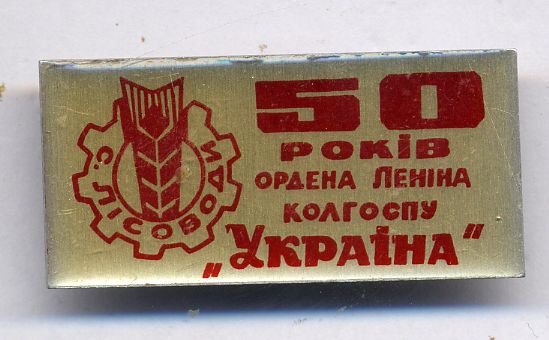 С. ЛІСОВОДИ
50
РОКІВ
ОРДЕНА ЛЕНІНА
КОЛГОСПУ
„УКРАЇНА“